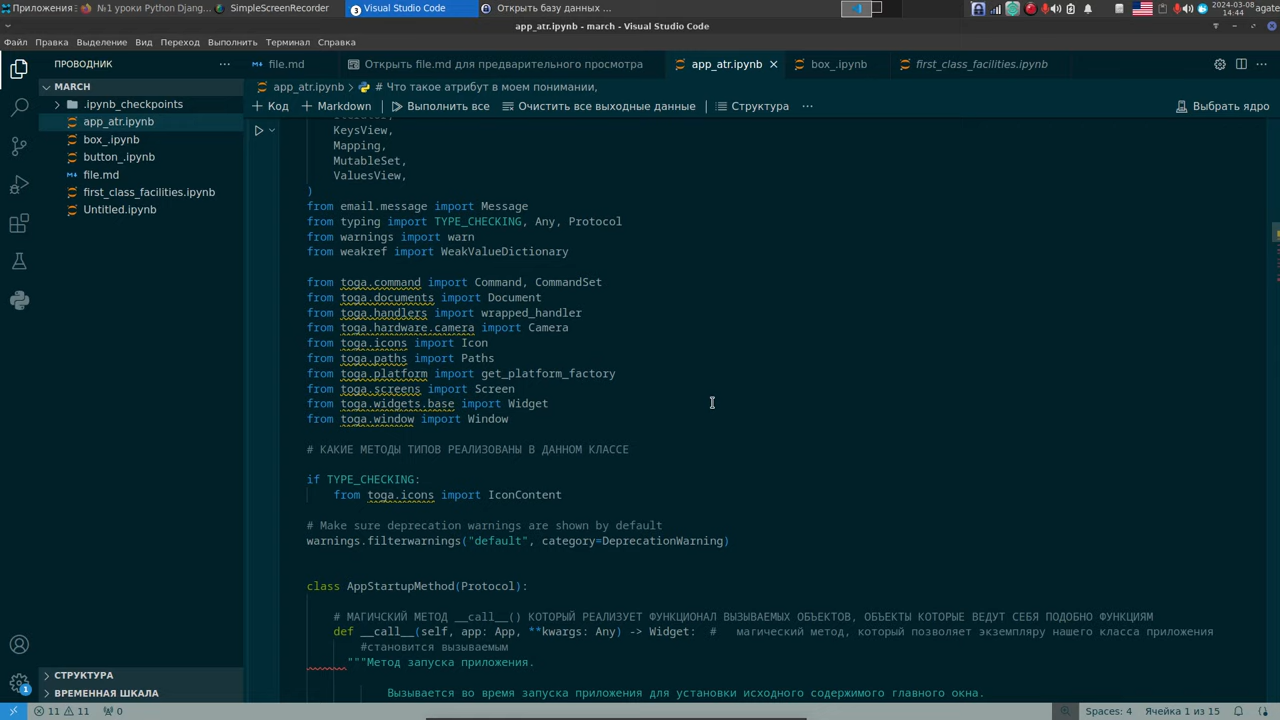 Приложения
№1 уроки Python Djang...
SimpleScreenRecorder
Visual Studio Code
Открыть базу данных ...
2024-03-08
14:44
agate
app_atr.ipynb - march - Visual Studio Code
Файл Правка Выделение Вид Переход Выполнить Терминал Справка
ПРОВОДНИК ...
file.md
Открыть file.md для предварительного просмотра
app_atr.ipynb
box_.ipynb
first_class_facilities.ipynb
MARCH
.ipynb_checkpoints
app_atr.ipynb
box_.ipynb
button_.ipynb
file.md
first_class_facilities.ipynb
Untitled.ipynb
app_atr.ipynb > # Что такое атрибут в моем понимании,
+ Код + Markdown Выполнить все Очистить все выходные данные Структура ... Выбрать ядро
KeysView,
Mapping,
MutableSet,
ValuesView,
)
from email.message import Message
from typing import TYPE_CHECKING, Any, Protocol
from warnings import warn
from weakref import WeakValueDictionary
from toga.command import Command, CommandSet
from toga.documents import Document
from toga.handlers import wrapped_handler
from toga.hardware.camera import Camera
from toga.icons import Icon
from toga.paths import Paths
from toga.platform import get_platform_factory
from toga.screens import Screen
from toga.widgets.base import Widget
from toga.window import Window
# КАКИЕ МЕТОДЫ ТИПОВ РЕАЛИЗОВАНЫ В ДАННОМ КЛАССЕ
if TYPE_CHECKING:
from toga.icons import IconContent
# Make sure deprecation warnings are shown by default
warnings.filterwarnings("default", category=DeprecationWarning)
class AppStartupMethod(Protocol):
# МАГИЧСКИЙ МЕТОД __call__() КОТОРЫЙ РЕАЛИЗУЕТ ФУНКЦИОНАЛ ВЫЗЫВАЕМЫХ ОБЪЕКТОВ, ОБЪЕКТЫ КОТОРЫЕ ВЕДУТ СЕБЯ ПОДОБНО ФУНКЦИЯМ
def __call__(self, app: App, **kwargs: Any) -> Widget: # магический метод, который позволяет экземпляру нашего класса приложения
#становится вызываемым
"""Метод запуска приложения.
Вызывается во время запуска приложения для установки исходного содержимого главного окна.
СТРУКТУРА
ВРЕМЕННАЯ ШКАЛА
1
11 11 0
Spaces: 4 Ячейка 1 из 15